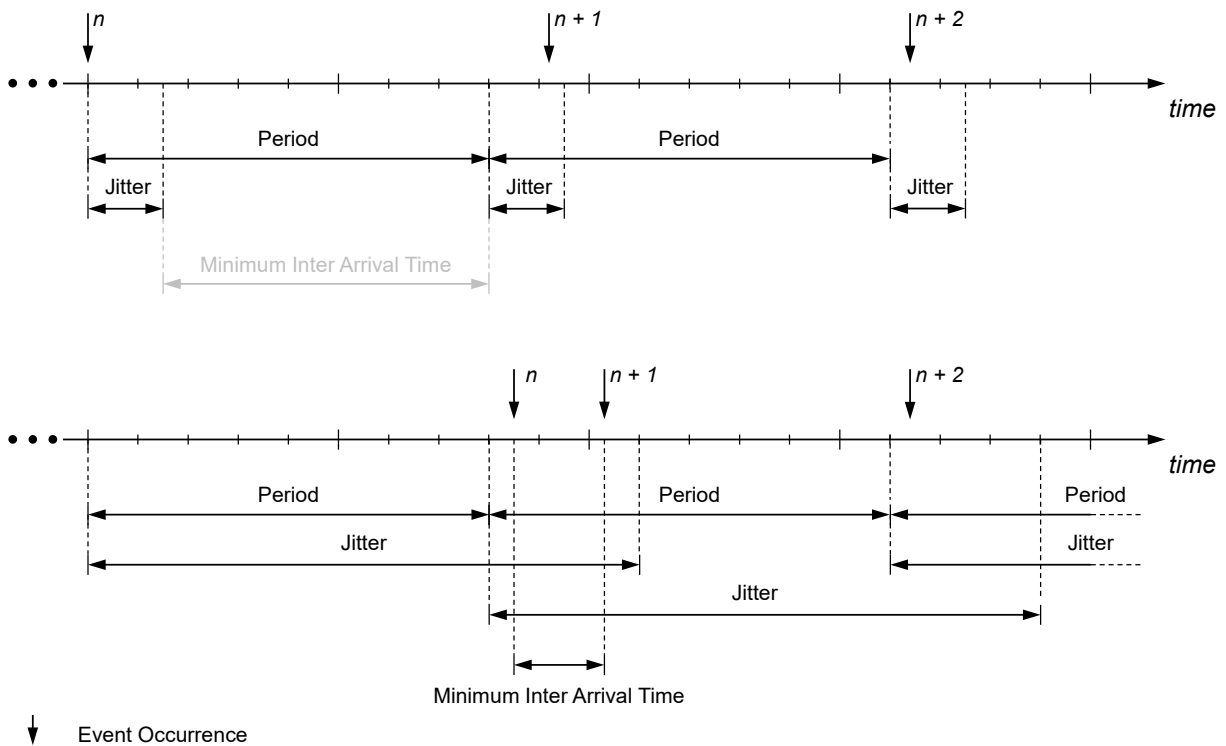 n n + 1 n + 2
time
Period Period
Jitter Jitter Jitter
Minimum Inter Arrival Time
n n + 1 n + 2
time
Period Period Period
Jitter Jitter
Jitter
Minimum Inter Arrival Time
Event Occurrence